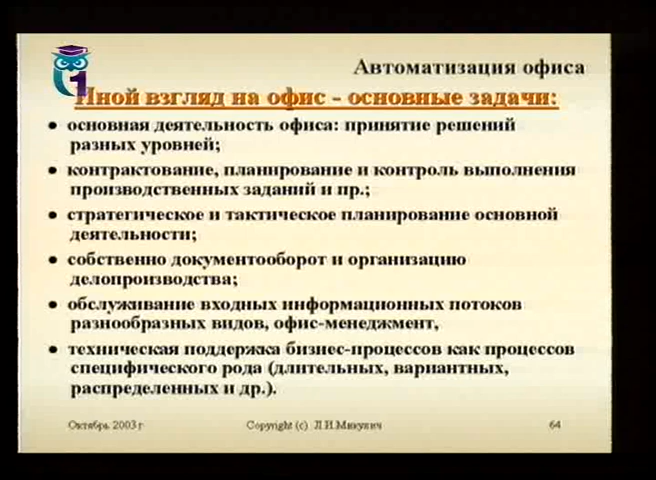 Автоматизация офиса
Иной взгляд на офис - основные задачи:
• основная деятельность офиса: принятие решений
разных уровней;
• контрактование, планирование и контроль выполнения
производственных заданий и пр.;
• стратегическое и тактическое планирование основной
деятельности;
• собственно документооборот и организацию
делопроизводства;
• обслуживание входных информационных потоков
разнообразных видов, офис-менеджмент,
• техническая поддержка бизнес-процессов как процессов
специфического рода (длительных, вариантных,
распределенных и др.).
Октябрь 2003 г Copyright (c) Л.И.Микулич 64
1